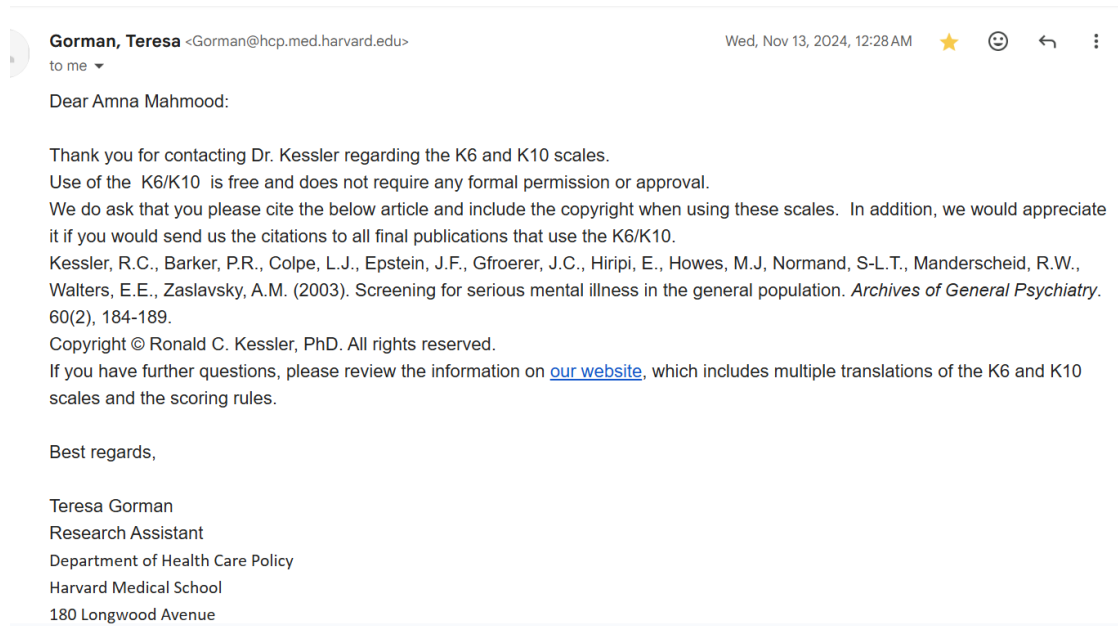 Gorman, Teresa <Gorman@hcp.med.harvard.edu> Wed, Nov 13, 2024, 12:28 AM
to me
Dear Amna Mahmood:
Thank you for contacting Dr. Kessler regarding the K6 and K10 scales.
Use of the  K6/K10  is free and does not require any formal permission or approval.
We do ask that you please cite the below article and include the copyright when using these scales.  In addition, we would appreciate
it if you would send us the citations to all final publications that use the K6/K10.
Kessler, R.C., Barker, P.R., Colpe, L.J., Epstein, J.F., Gfroerer, J.C., Hiripi, E., Howes, M.J, Normand, S-L.T., Manderscheid, R.W.,
Walters, E.E., Zaslavsky, A.M. (2003). Screening for serious mental illness in the general population. Archives of General Psychiatry.
60(2), 184-189.
Copyright © Ronald C. Kessler, PhD. All rights reserved.
If you have further questions, please review the information on our website, which includes multiple translations of the K6 and K10
scales and the scoring rules.
Best regards,
Teresa Gorman
Research Assistant
Department of Health Care Policy
Harvard Medical School
180 Longwood Avenue